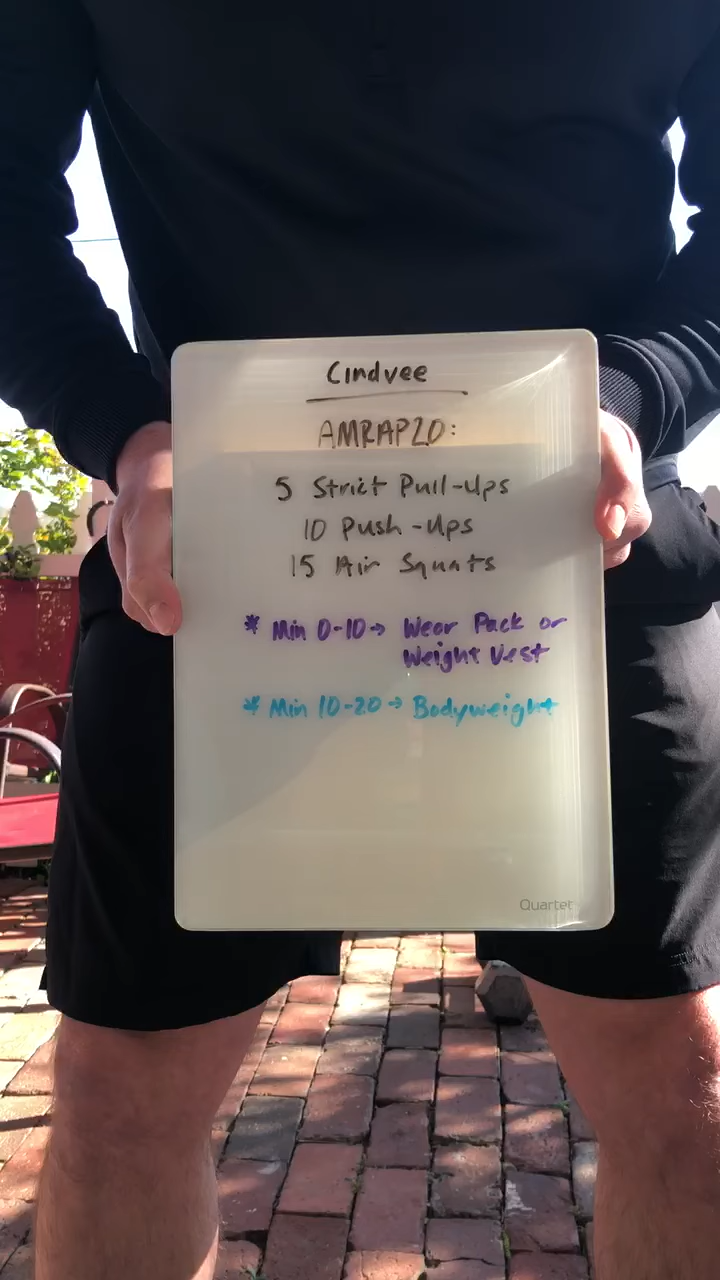 Cindvee
AMRAP20:
5 Strict Pull-Ups
10 Push-Ups
15 Air Squats
* Min 0-10→ Wear Pack or
Weight Vest
* Min 10-20→ Bodyweight
Quartet